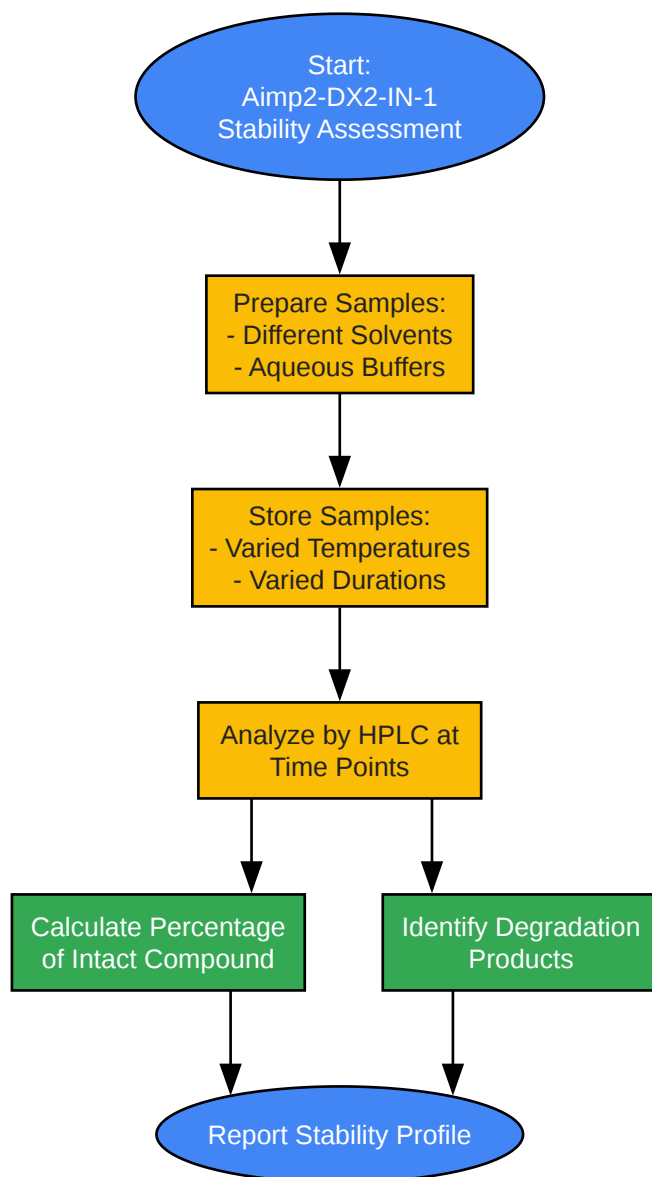 Start:
Aimp2-DX2-IN-1
Stability Assessment
Prepare Samples:
- Different Solvents
- Aqueous Buffers
Store Samples:
- Varied Temperatures
- Varied Durations
Analyze by HPLC at
Time Points
Calculate Percentage
of Intact Compound
Identify Degradation
Products
Report Stability Profile